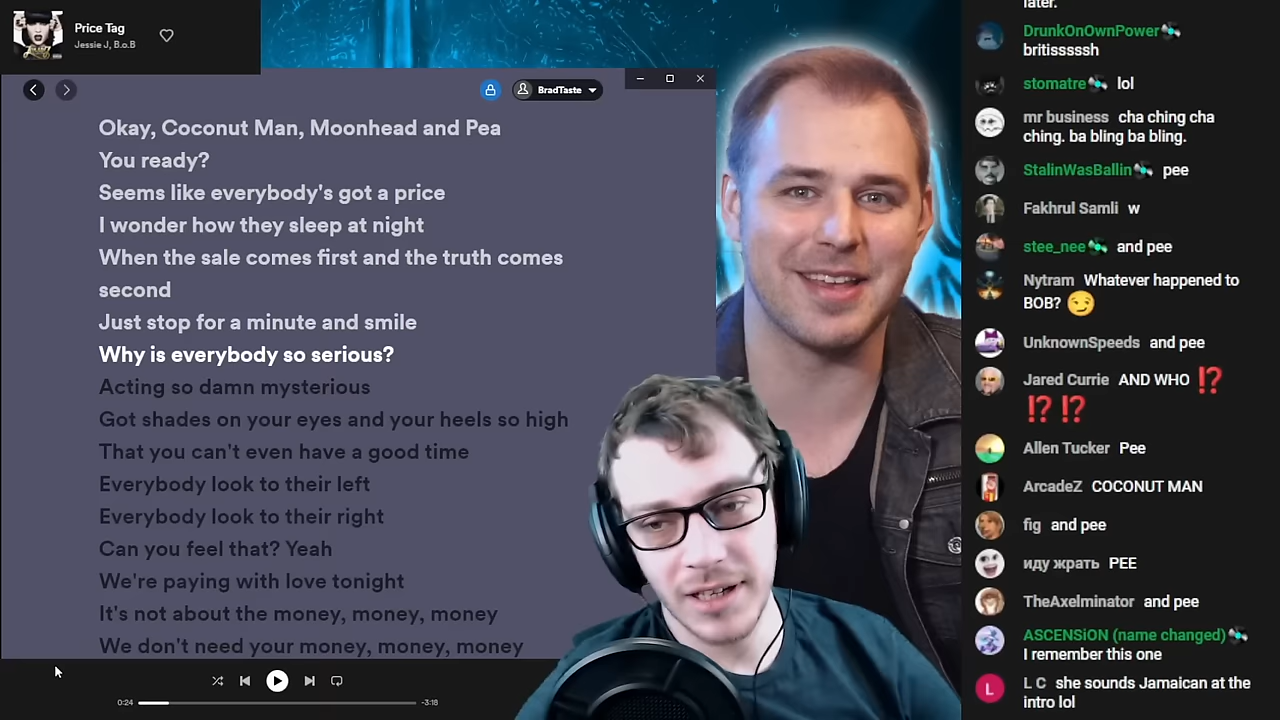 Price Tag
Jessie J, B.o.B
BradTaste
Okay, Coconut Man, Moonhead and Pea
You ready?
Seems like everybody's got a price
I wonder how they sleep at night
When the sale comes first and the truth comes
second
Just stop for a minute and smile
Why is everybody so serious?
Acting so damn mysterious
Got shades on your eyes and your heels so high
That you can't even have a good time
Everybody look to their left
Everybody look to their right
Can you feel that? Yeah
We're paying with love tonight
It's not about the money, money, money
We don't need your money, money, money
0:24
-3:18
later.
DrunkOnOwnPower
britisssssh
stomatre lol
mr business cha ching cha
ching. ba bling ba bling.
StalinWasBallin pee
Fakhrul Samli w
stee_nee and pee
Nytram Whatever happened to
BOB? 😏
UnknownSpeeds and pee
Jared Currie AND WHO ⁉️
⁉️ ⁉️
Allen Tucker Pee
ArcadeZ COCONUT MAN
fig and pee
иду жрать PEE
TheAxelminator and pee
ASCENSiON (name changed)
I remember this one
L
L C she sounds Jamaican at the
intro lol